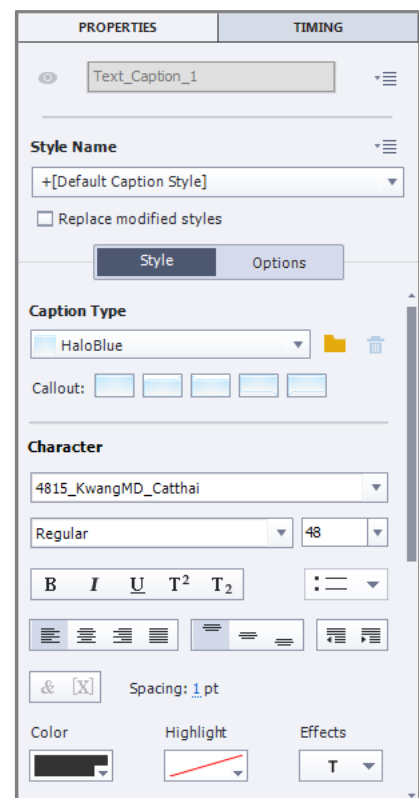 PROPERTIES TIMING
Text_Caption_1
Style Name
+[Default Caption Style]
Replace modified styles
Style Options
Caption Type
HaloBlue
Callout:
Character
4815_KwangMD_Catthai
Regular 48
B I U T² T₂
& [X] Spacing: 1 pt
Color Highlight Effects
T